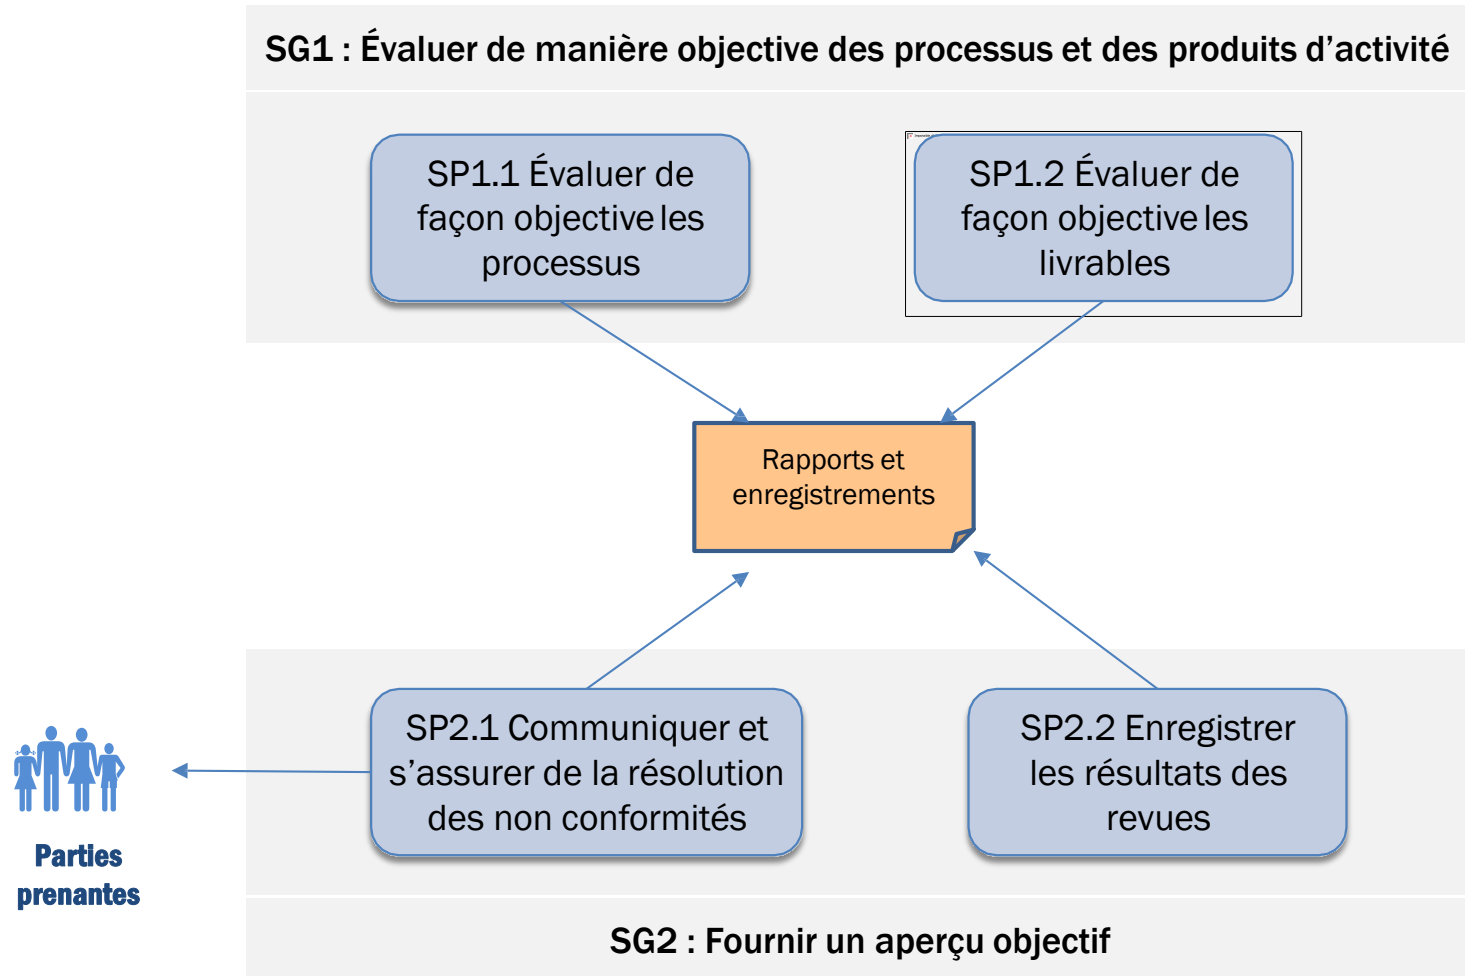 SG1 : Évaluer de manière objective des processus et des produits d’activité
SP1.1 Évaluer de
façon objective les
processus
SP1.2 Évaluer de
façon objective les
livrables
Rapports et
enregistrements
SP2.1 Communiquer et
s’assurer de la résolution
des non conformités
SP2.2 Enregistrer
les résultats des
revues
Parties
prenantes
SG2 : Fournir un aperçu objectif